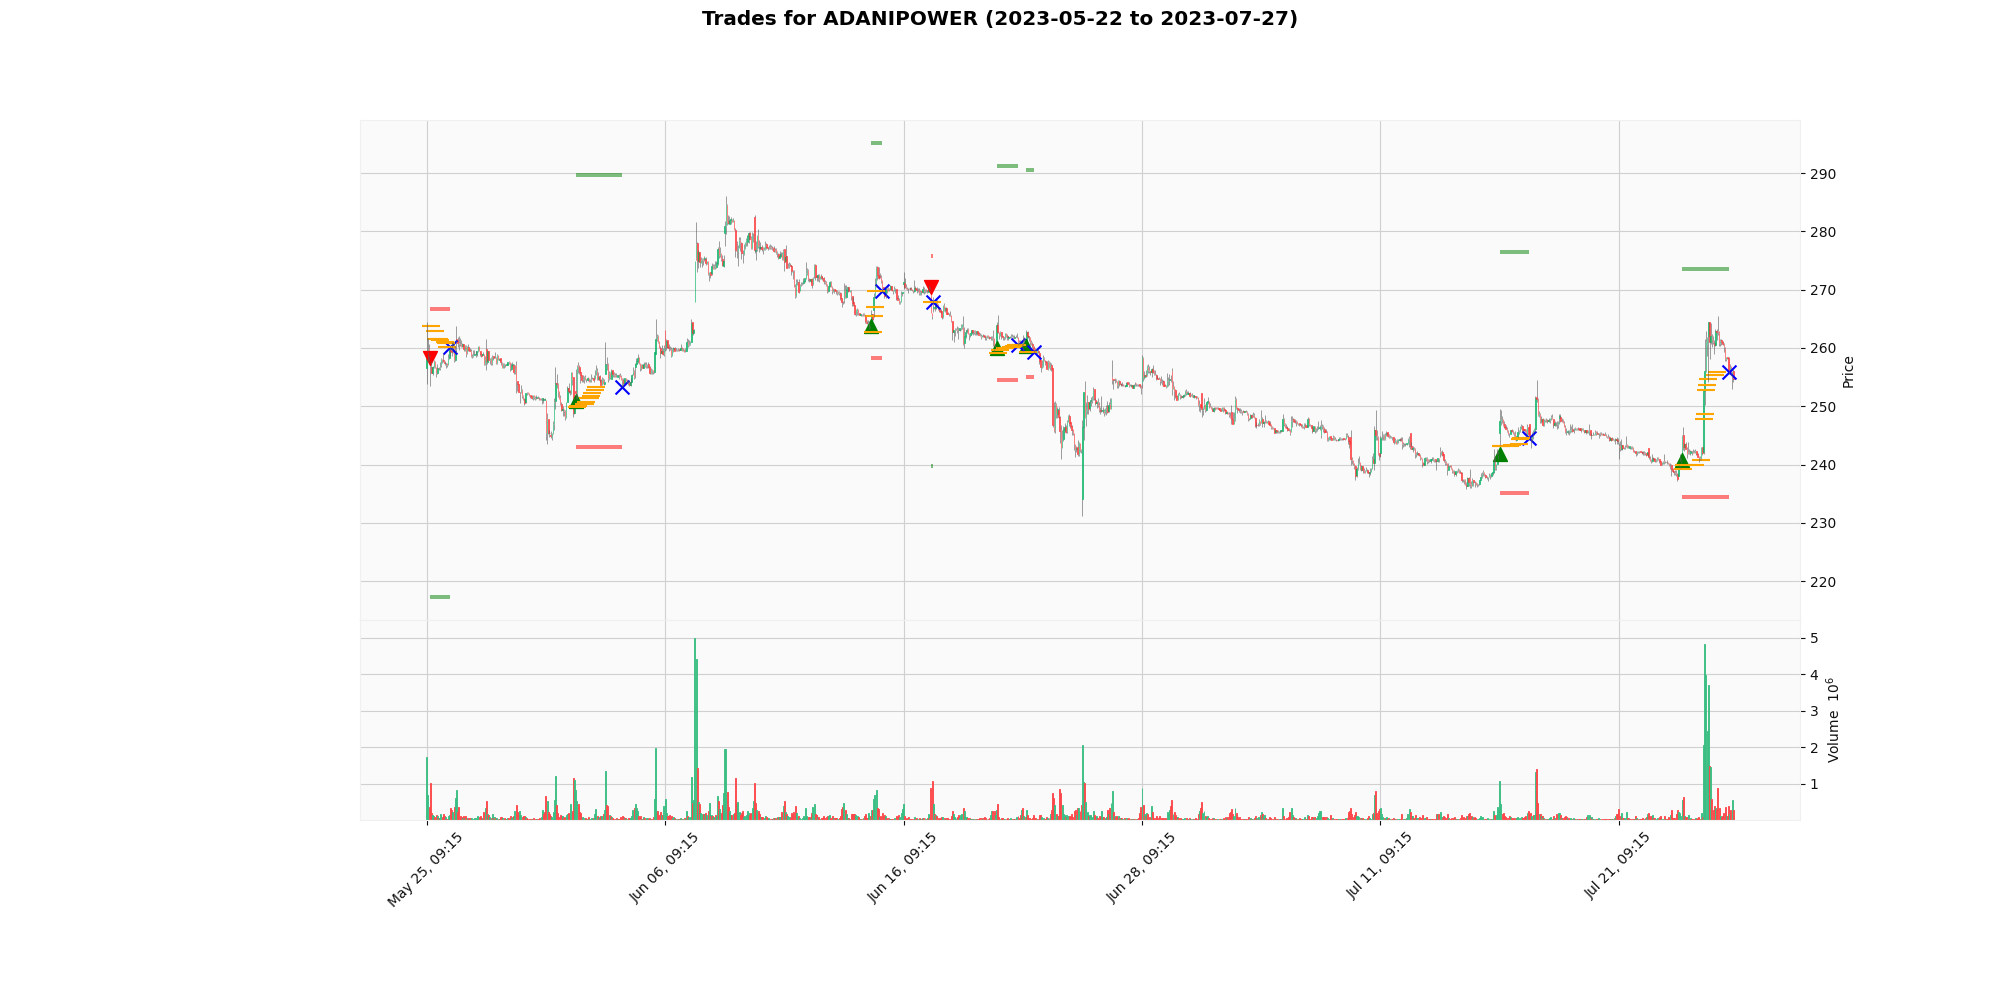 Trades for ADANIPOWER (2023-05-22 to 2023-07-27)
290
280
270
260
250
240
230
220
Price
5
4
3
2
1
Volume 10^6
May 25, 09:15
Jun 06, 09:15
Jun 16, 09:15
Jun 28, 09:15
Jul 11, 09:15
Jul 21, 09:15